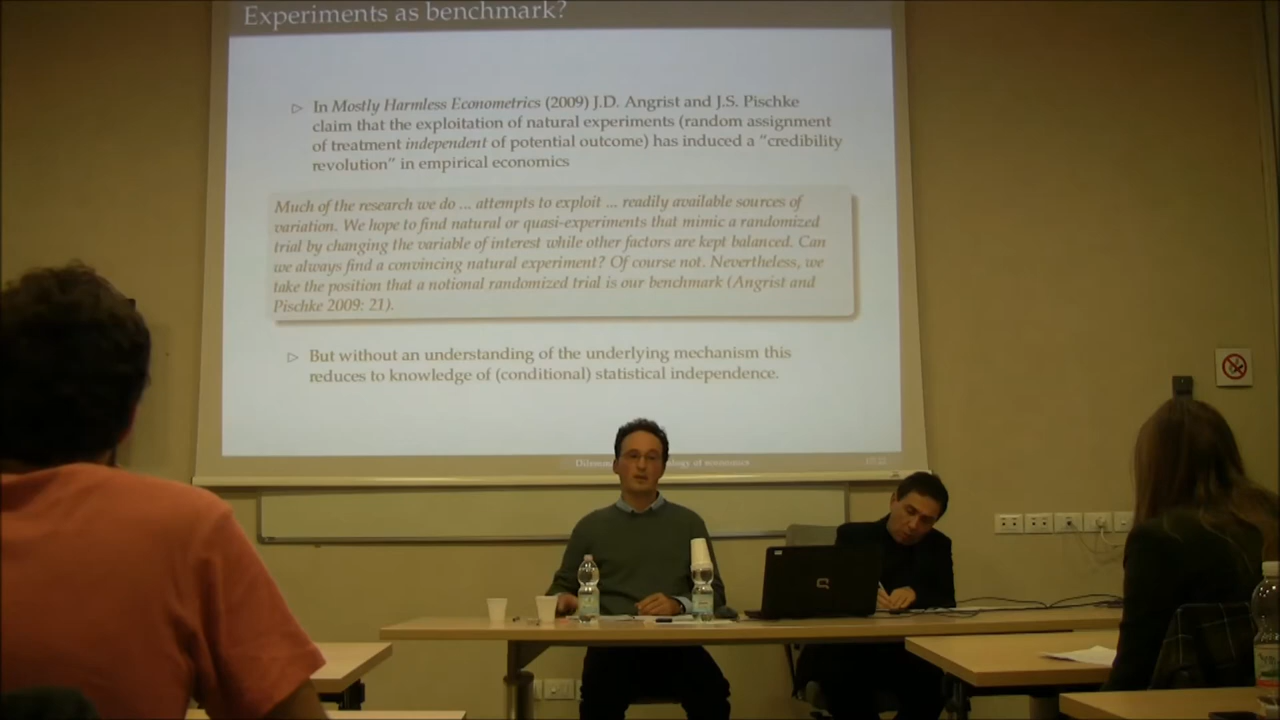 Experiments as benchmark?
▷ In Mostly Harmless Econometrics (2009) J.D. Angrist and J.S. Pischke
claim that the exploitation of natural experiments (random assignment
of treatment independent of potential outcome) has induced a “credibility
revolution” in empirical economics
Much of the research we do ... attempts to exploit ... readily available sources of
variation. We hope to find natural or quasi-experiments that mimic a randomized
trial by changing the variable of interest while other factors are kept balanced. Can
we always find a convincing natural experiment? Of course not. Nevertheless, we
take the position that a notional randomized trial is our benchmark (Angrist and
Pischke 2009: 21).
▷ But without an understanding of the underlying mechanism this
reduces to knowledge of (conditional) statistical independence.
of economics